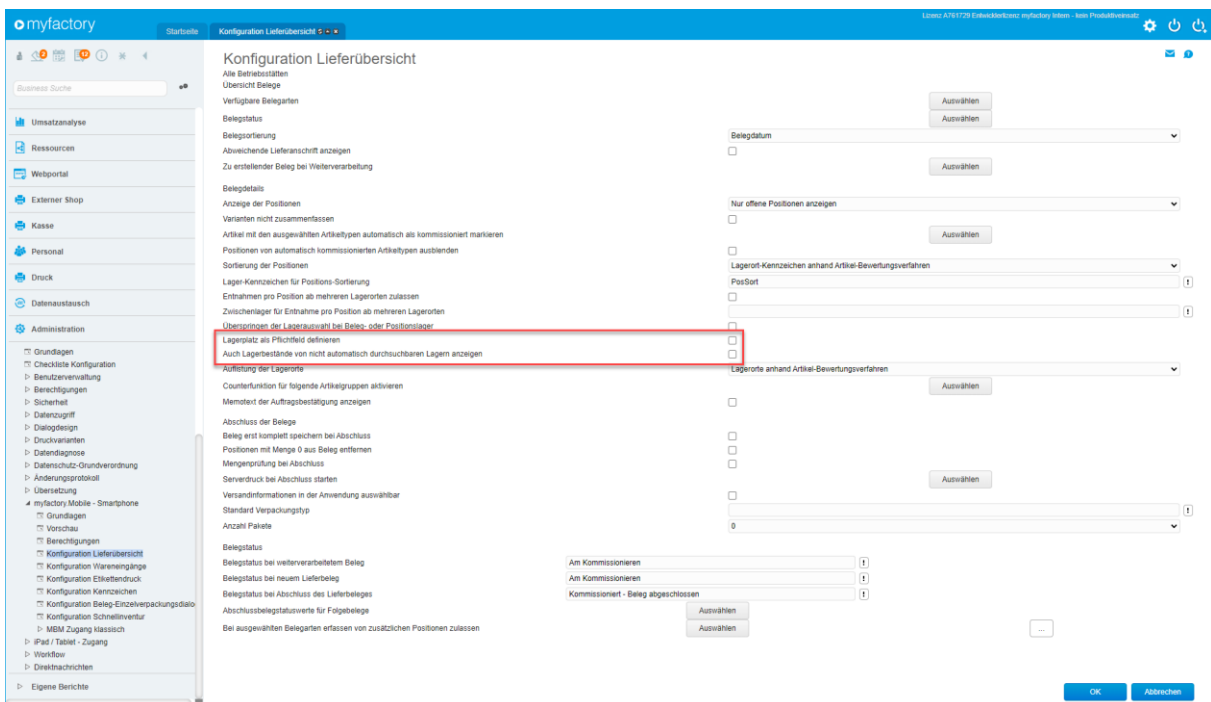 Lizenz A761729 Entwicklerlizenz myfactory Intern - kein Produktiveinsatz
myfactory
Startseite
Konfiguration Lieferübersicht
Business Suche
Umsatzanalyse
Ressourcen
Webportal
Externer Shop
Kasse
Personal
Druck
Datenaustausch
Administration
Grundlagen
Checkliste Konfiguration
Benutzerverwaltung
Berechtigungen
Sicherheit
Datenzugriff
Dialogdesign
Druckvarianten
Datendiagnose
Datenschutz-Grundverordnung
Änderungsprotokoll
Übersetzung
myfactory.Mobile - Smartphone
Grundlagen
Vorschau
Berechtigungen
Konfiguration Lieferübersicht
Konfiguration Wareneingänge
Konfiguration Etikettendruck
Konfiguration Kennzeichen
Konfiguration Beleg-Einzelverpackungsdialo
Konfiguration Schnellinventur
MBM Zugang klassisch
iPad / Tablet - Zugang
Workflow
Direktnachrichten
Eigene Berichte
Konfiguration Lieferübersicht
Alle Betriebsstätten
Übersicht Belege
Verfügbare Belegarten Auswählen
Belegstatus Auswählen
Belegsortierung Belegdatum
Abweichende Lieferanschrift anzeigen
Zu erstellender Beleg bei Weiterverarbeitung Auswählen
Belegdetails
Anzeige der Positionen Nur offene Positionen anzeigen
Varianten nicht zusammenfassen
Artikel mit den ausgewählten Artikeltypen automatisch als kommissioniert markieren Auswählen
Positionen von automatisch kommissionierten Artikeltypen ausblenden
Sortierung der Positionen Lagerort-Kennzeichen anhand Artikel-Bewertungsverfahren
Lager-Kennzeichen für Positions-Sortierung PosSort !
Entnahmen pro Position ab mehreren Lagerorten zulassen
Zwischenlager für Entnahme pro Position ab mehreren Lagerorten !
Überspringen der Lagerauswahl bei Beleg- oder Positionslager
Lagerplatz als Pflichtfeld definieren
Auch Lagerbestände von nicht automatisch durchsuchbaren Lagern anzeigen
Auflistung der Lagerorte Lagerorte anhand Artikel-Bewertungsverfahren
Counterfunktion für folgende Artikelgruppen aktivieren Auswählen
Memotext der Auftragsbestätigung anzeigen
Abschluss der Belege
Beleg erst komplett speichern bei Abschluss
Positionen mit Menge 0 aus Beleg entfernen
Mengenprüfung bei Abschluss
Serverdruck bei Abschluss starten Auswählen
Versandinformationen in der Anwendung auswählbar
Standard Verpackungstyp !
Anzahl Pakete 0
Belegstatus
Belegstatus bei weiterverarbeitetem Beleg Am Kommissionieren !
Belegstatus bei neuem Lieferbeleg Am Kommissionieren !
Belegstatus bei Abschluss des Lieferbeleges Kommissioniert - Beleg abgeschlossen !
Abschlussbelegstatuswerte für Folgebelege Auswählen
Bei ausgewählten Belegarten erfassen von zusätzlichen Positionen zulassen Auswählen ...
OK Abbrechen